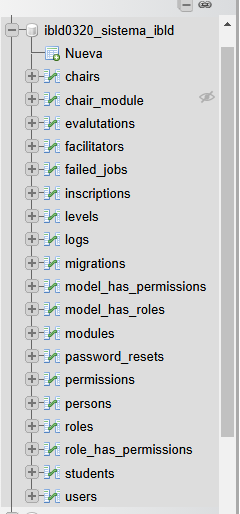 ibld0320_sistema_ibld
Nueva
chairs
chair_module
evalutations
facilitators
failed_jobs
inscriptions
levels
logs
migrations
model_has_permissions
model_has_roles
modules
password_resets
permissions
persons
roles
role_has_permissions
students
users